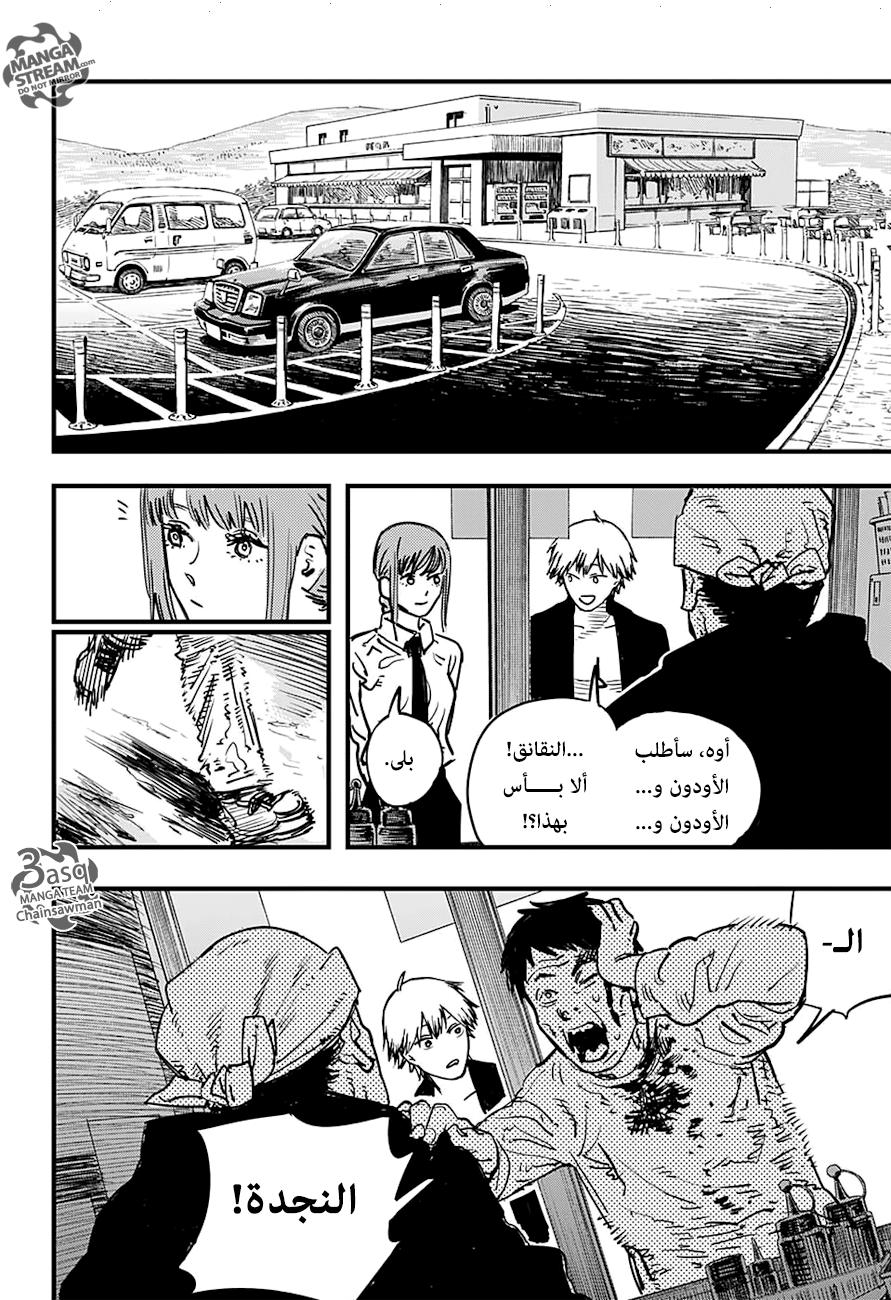 MANGA
STREAM.com
DO NOT MIRROR
أوه، سأطلب
الأودون و...
الأودون و...
...النقانق!
ألا بـــــأس
بهذا؟!
بلى.
3asq
MANGA TEAM
Chainsawman
الـ-
النجدة!